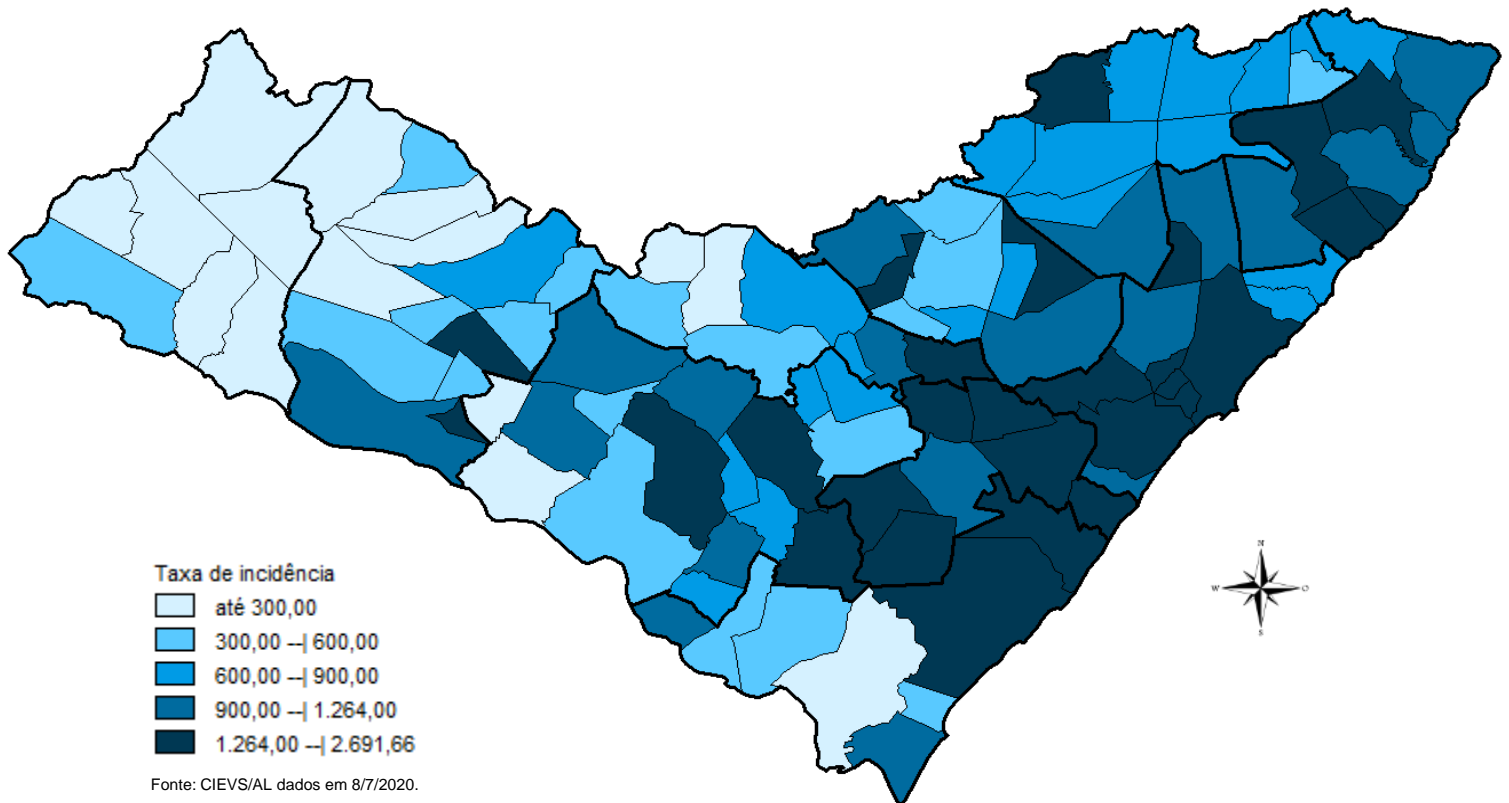 Taxa de incidência
até 300,00
300,00 --| 600,00
600,00 --| 900,00
900,00 --| 1.264,00
1.264,00 --| 2.691,66
Fonte: CIEVS/AL dados em 8/7/2020.
N
W O
S